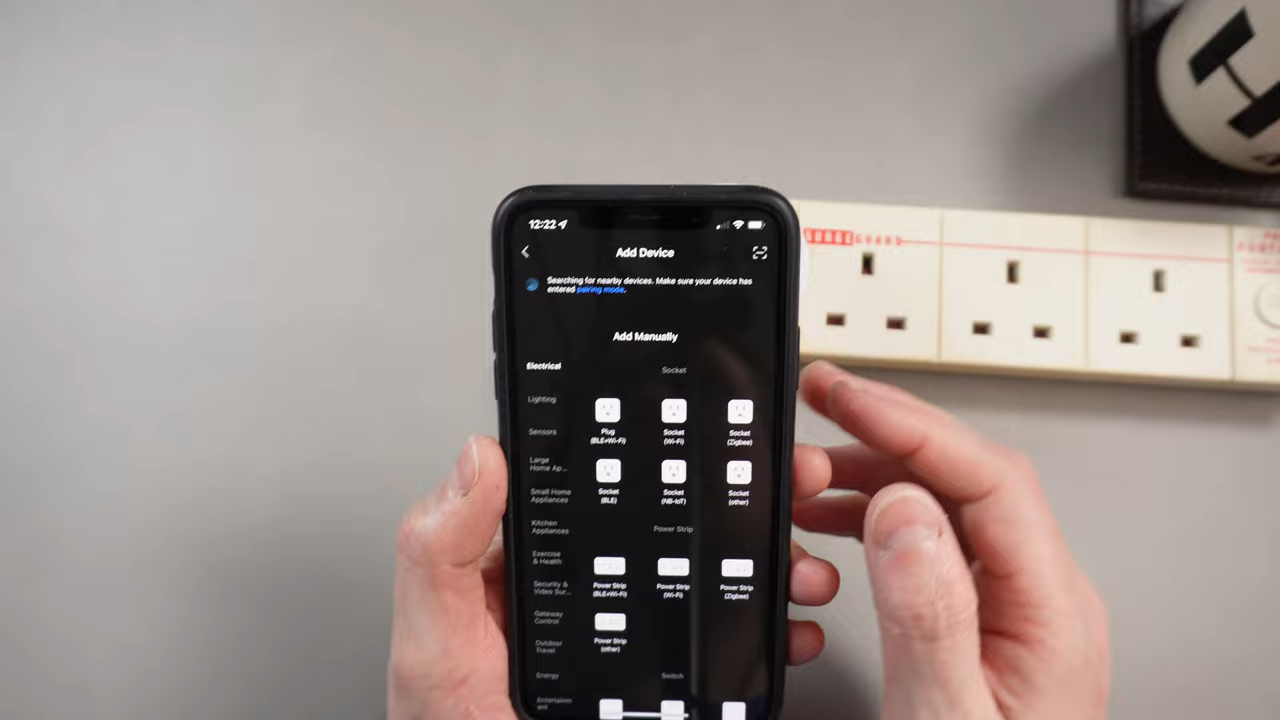 12:22
Add Device
Searching for nearby devices. Make sure your device has
entered pairing mode.
Add Manually
Electrical
Socket
Lighting
Sensors
Large
Home Ap...
Small Home
Appliances
Kitchen
Appliances
Exercise
& Health
Security &
Video Sur...
Gateway
Control
Outdoor
Travel
Energy
Entertainm
ent
Plug
(BLE+Wi-Fi)
Socket
(Wi-Fi)
Socket
(Zigbee)
Socket
(BLE)
Socket
(NB-IoT)
Socket
(other)
Power Strip
Power Strip
(BLE+Wi-Fi)
Power Strip
(Wi-Fi)
Power Strip
(Zigbee)
Power Strip
(other)
Switch
SURGE GUARD